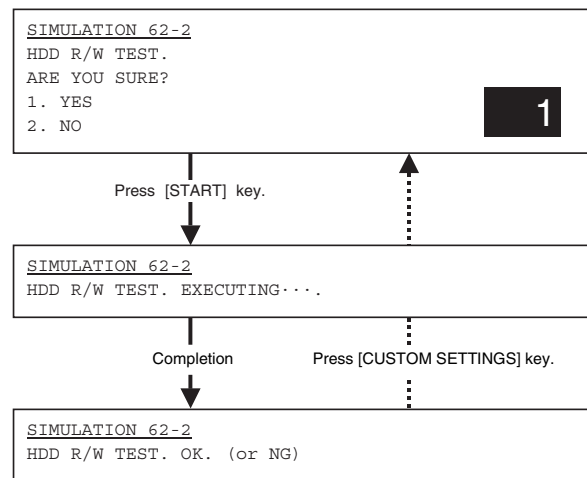 SIMULATION 62-2
HDD R/W TEST.
ARE YOU SURE?
1. YES
2. NO
1
Press [START] key.
SIMULATION 62-2
HDD R/W TEST. EXECUTING···.
Completion
Press [CUSTOM SETTINGS] key.
SIMULATION 62-2
HDD R/W TEST. OK. (or NG)